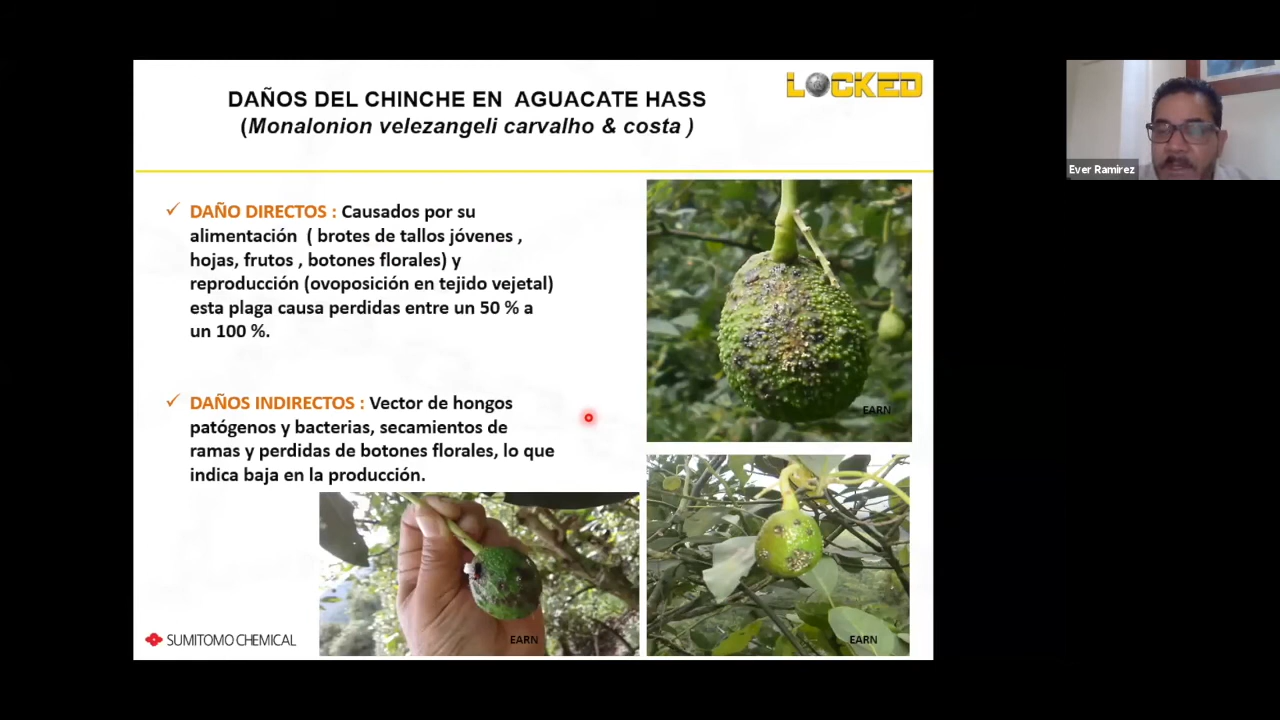 LOCKED
DAÑOS DEL CHINCHE EN AGUACATE HASS
(Monalonion velezangeli carvalho & costa )
Ever Ramirez
✓ DAÑO DIRECTOS : Causados por su
alimentación ( brotes de tallos jóvenes ,
hojas, frutos , botones florales) y
reproducción (ovoposición en tejido vejetal)
esta plaga causa perdidas entre un 50 % a
un 100 %.
✓ DAÑOS INDIRECTOS : Vector de hongos
patógenos y bacterias, secamientos de
ramas y perdidas de botones florales, lo que
indica baja en la producción.
EARN
EARN
EARN
SUMITOMO CHEMICAL